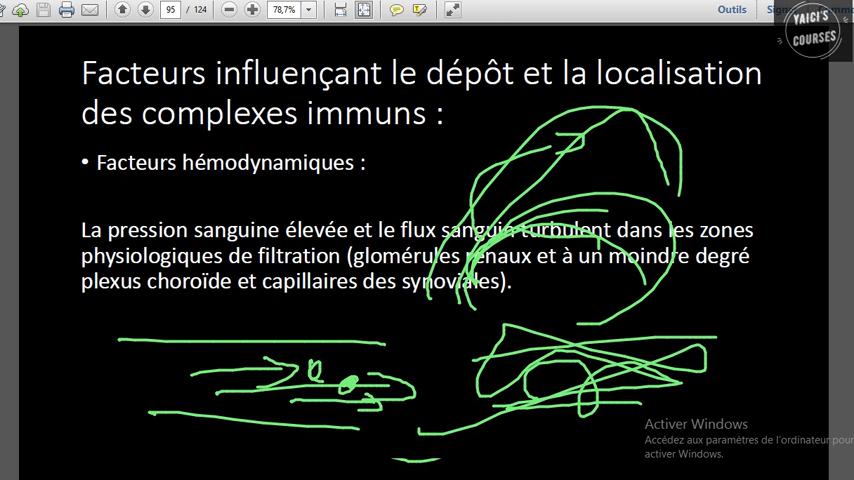 95 / 124
78,7%
Outils
YAICI'S
COURSES
Facteurs influençant le dépôt et la localisation
des complexes immuns :
• Facteurs hémodynamiques :
La pression sanguine élevée et le flux sanguin turbulent dans les zones
physiologiques de filtration (glomérules rénaux et à un moindre degré
plexus choroïde et capillaires des synoviales).
Activer Windows
Accédez aux paramètres de l'ordinateur pour
activer Windows.